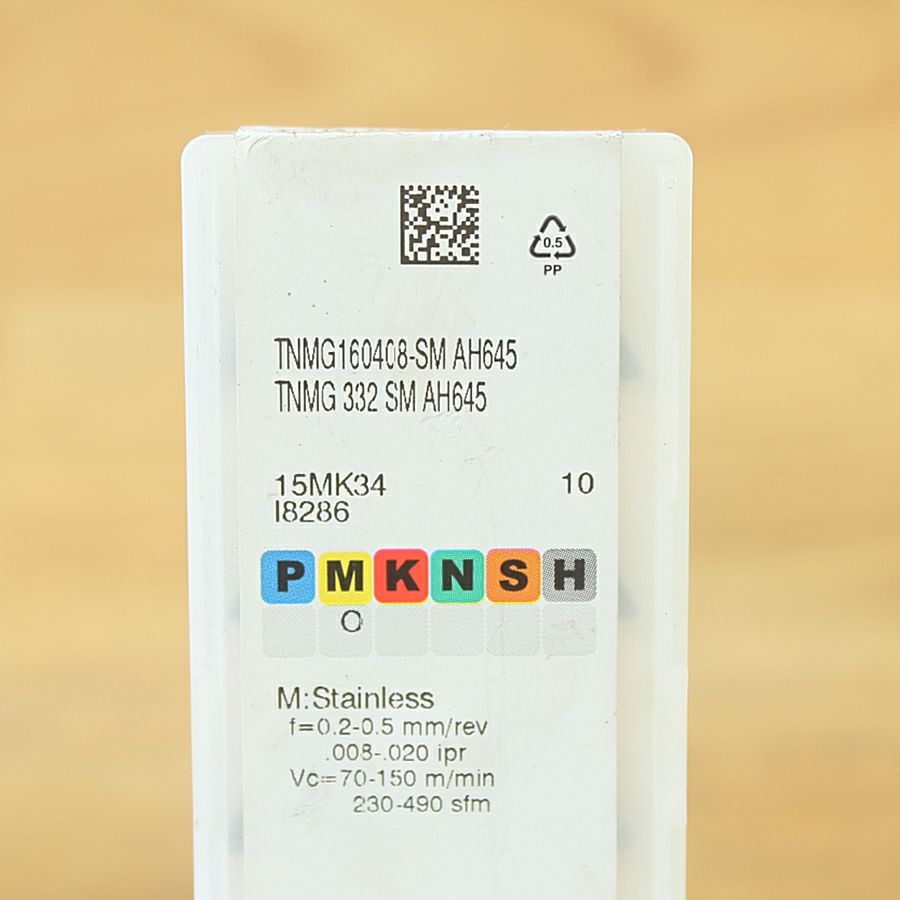 0.5
PP
TNMG160408-SM AH645
TNMG 332 SM AH645
15MK34 10
I8286
P M K N S H
O
M:Stainless
f=0.2-0.5 mm/rev
.008-.020 ipr
Vc=70-150 m/min
230-490 sfm